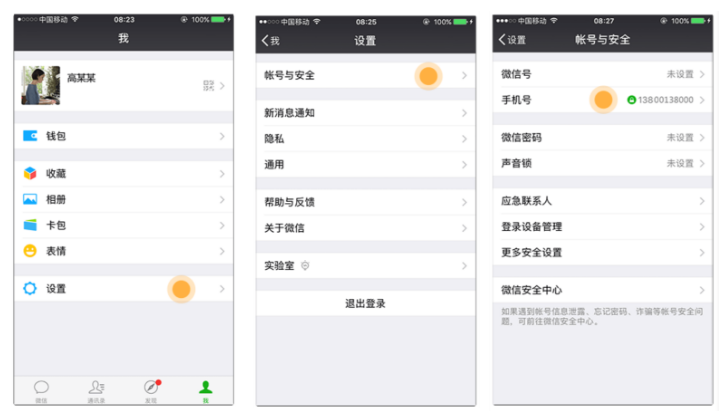 中国移动 08:23 100%
我
高某某
钱包
收藏
相册
卡包
表情
设置
微信 通讯录 发现 我
中国移动 08:25 100%
我 设置
帐号与安全
新消息通知
隐私
通用
帮助与反馈
关于微信
实验室
退出登录
中国移动 08:27 100%
设置 帐号与安全
微信号 未设置
手机号 13800138000
微信密码 未设置
声音锁 未设置
应急联系人
登录设备管理
更多安全设置
微信安全中心
如果遇到帐号信息泄露、忘记密码、诈骗等帐号安全问
题，可前往微信安全中心。